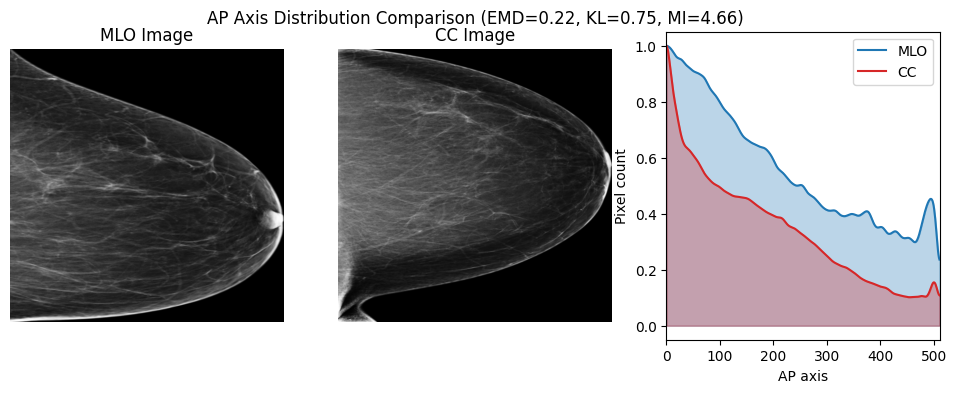 AP Axis Distribution Comparison (EMD=0.22, KL=0.75, MI=4.66)
MLO Image
CC Image
MLO
CC
1.0
0.8
0.6
0.4
0.2
0.0
Pixel count
0 100 200 300 400 500
AP axis